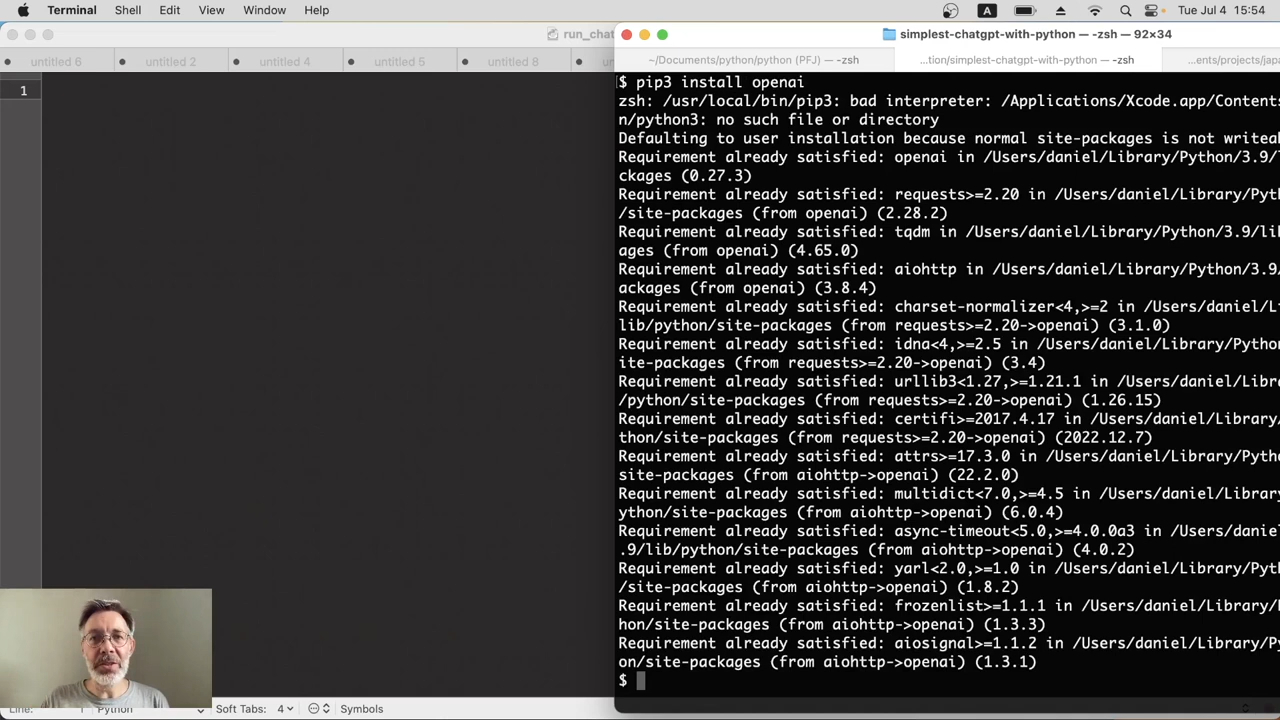 Terminal Shell Edit View Window Help A Tue Jul 4 15:54
run_chat
simplest-chatgpt-with-python — -zsh — 92×34
untitled 6 untitled 2 untitled 4 untitled 5 untitled 8
~/Documents/python/python (PFJ) — -zsh ...tion/simplest-chatgpt-with-python — -zsh ...ents/projects/japa
1
$ pip3 install openai
zsh: /usr/local/bin/pip3: bad interpreter: /Applications/Xcode.app/Contents
n/python3: no such file or directory
Defaulting to user installation because normal site-packages is not writeab
Requirement already satisfied: openai in /Users/daniel/Library/Python/3.9/l
ckages (0.27.3)
Requirement already satisfied: requests>=2.20 in /Users/daniel/Library/Pyth
/site-packages (from openai) (2.28.2)
Requirement already satisfied: tqdm in /Users/daniel/Library/Python/3.9/lib
ages (from openai) (4.65.0)
Requirement already satisfied: aiohttp in /Users/daniel/Library/Python/3.9/
ackages (from openai) (3.8.4)
Requirement already satisfied: charset-normalizer<4,>=2 in /Users/daniel/Li
lib/python/site-packages (from requests>=2.20->openai) (3.1.0)
Requirement already satisfied: idna<4,>=2.5 in /Users/daniel/Library/Python
ite-packages (from requests>=2.20->openai) (3.4)
Requirement already satisfied: urllib3<1.27,>=1.21.1 in /Users/daniel/Libra
/python/site-packages (from requests>=2.20->openai) (1.26.15)
Requirement already satisfied: certifi>=2017.4.17 in /Users/daniel/Library/
thon/site-packages (from requests>=2.20->openai) (2022.12.7)
Requirement already satisfied: attrs>=17.3.0 in /Users/daniel/Library/Python
site-packages (from aiohttp->openai) (22.2.0)
Requirement already satisfied: multidict<7.0,>=4.5 in /Users/daniel/Library
ython/site-packages (from aiohttp->openai) (6.0.4)
Requirement already satisfied: async-timeout<5.0,>=4.0.0a3 in /Users/danie
.9/lib/python/site-packages (from aiohttp->openai) (4.0.2)
Requirement already satisfied: yarl<2.0,>=1.0 in /Users/daniel/Library/Pyth
/site-packages (from aiohttp->openai) (1.8.2)
Requirement already satisfied: frozenlist>=1.1.1 in /Users/daniel/Library/P
hon/site-packages (from aiohttp->openai) (1.3.3)
Requirement already satisfied: aiosignal>=1.1.2 in /Users/daniel/Library/Py
on/site-packages (from aiohttp->openai) (1.3.1)
$
Line: 1 Python Soft Tabs: 4 Symbols